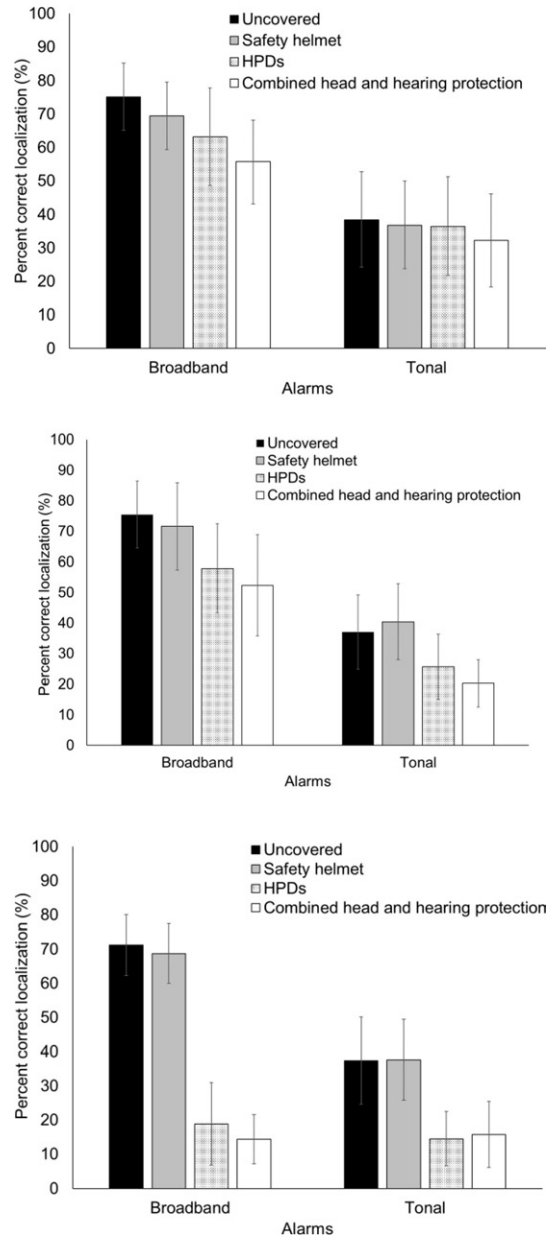 100
90
80
70
60
50
40
30
20
10
0
Percent correct localization (%)
Uncovered
Safety helmet
HPDs
Combined head and hearing protection
Broadband
Tonal
Alarms
100
90
80
70
60
50
40
30
20
10
0
Percent correct localization (%)
Uncovered
Safety helmet
HPDs
Combined head and hearing protection
Broadband
Tonal
Alarms
100
90
80
70
60
50
40
30
20
10
0
Percent correct localization (%)
Uncovered
Safety helmet
HPDs
Combined head and hearing protection
Broadband
Tonal
Alarms